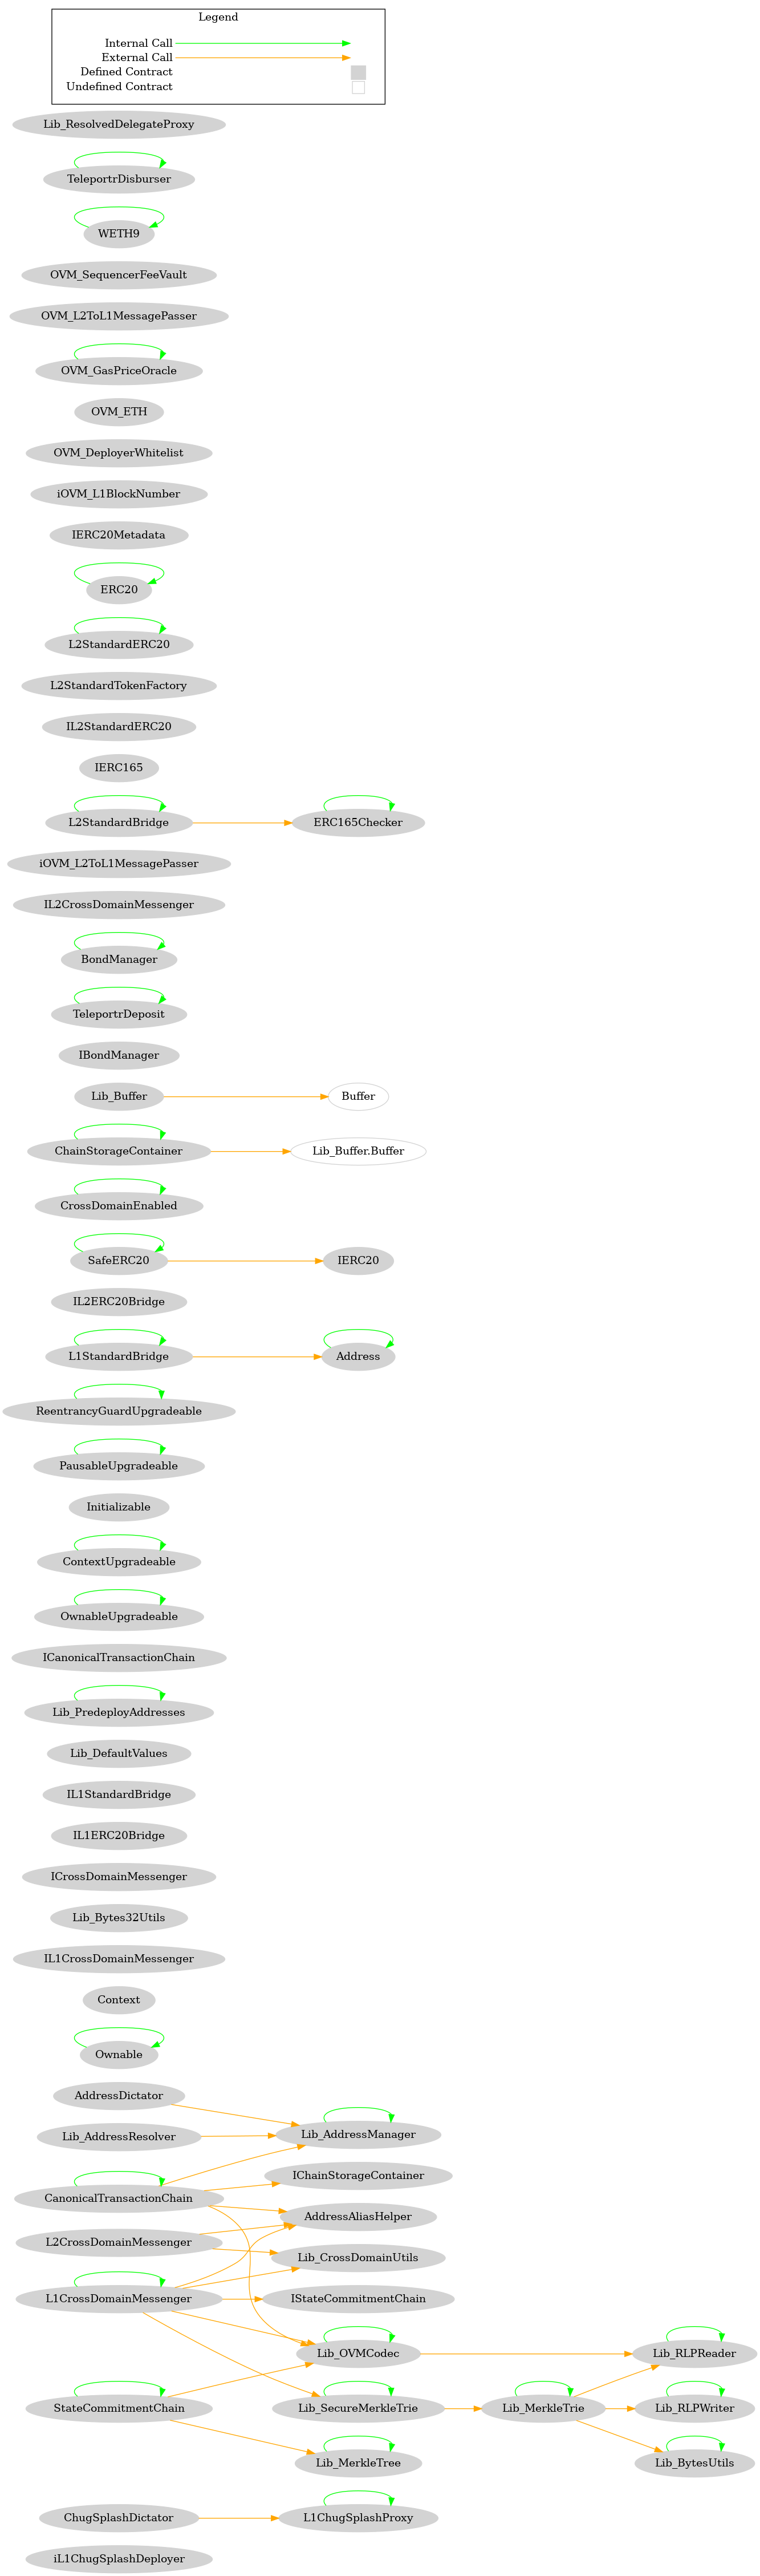 Legend
Internal Call
External Call
Defined Contract
Undefined Contract
Lib_ResolvedDelegateProxy
TeleportrDisburser
WETH9
OVM_SequencerFeeVault
OVM_L2ToL1MessagePasser
OVM_GasPriceOracle
OVM_ETH
OVM_DeployerWhitelist
iOVM_L1BlockNumber
IERC20Metadata
ERC20
L2StandardERC20
L2StandardTokenFactory
IL2StandardERC20
IERC165
L2StandardBridge
ERC165Checker
iOVM_L2ToL1MessagePasser
IL2CrossDomainMessenger
BondManager
TeleportrDeposit
IBondManager
Lib_Buffer
Buffer
ChainStorageContainer
Lib_Buffer.Buffer
CrossDomainEnabled
SafeERC20
IERC20
IL2ERC20Bridge
L1StandardBridge
Address
ReentrancyGuardUpgradeable
PausableUpgradeable
Initializable
ContextUpgradeable
OwnableUpgradeable
ICanonicalTransactionChain
Lib_PredeployAddresses
Lib_DefaultValues
IL1StandardBridge
IL1ERC20Bridge
ICrossDomainMessenger
Lib_Bytes32Utils
IL1CrossDomainMessenger
Context
Ownable
AddressDictator
Lib_AddressResolver
Lib_AddressManager
CanonicalTransactionChain
IChainStorageContainer
AddressAliasHelper
L2CrossDomainMessenger
Lib_CrossDomainUtils
L1CrossDomainMessenger
IStateCommitmentChain
Lib_OVMCodec
Lib_RLPReader
StateCommitmentChain
Lib_SecureMerkleTrie
Lib_MerkleTrie
Lib_RLPWriter
Lib_MerkleTree
Lib_BytesUtils
ChugSplashDictator
L1ChugSplashProxy
iL1ChugSplashDeployer